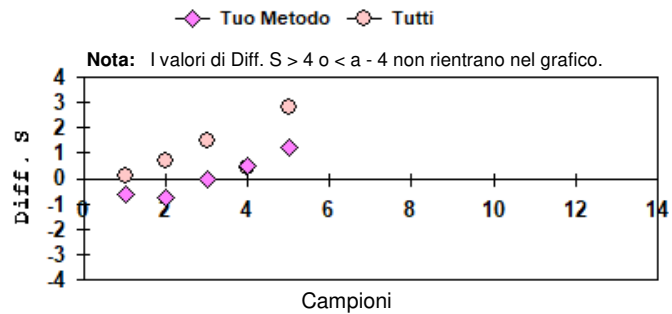 Tuo Metodo Tutti
Nota: I valori di Diff. S > 4 o < a - 4 non rientrano nel grafico.
4
3
2
1
0
-1
-2
-3
-4
0 2 4 6 8 10 12 14
Diff. S
Campioni